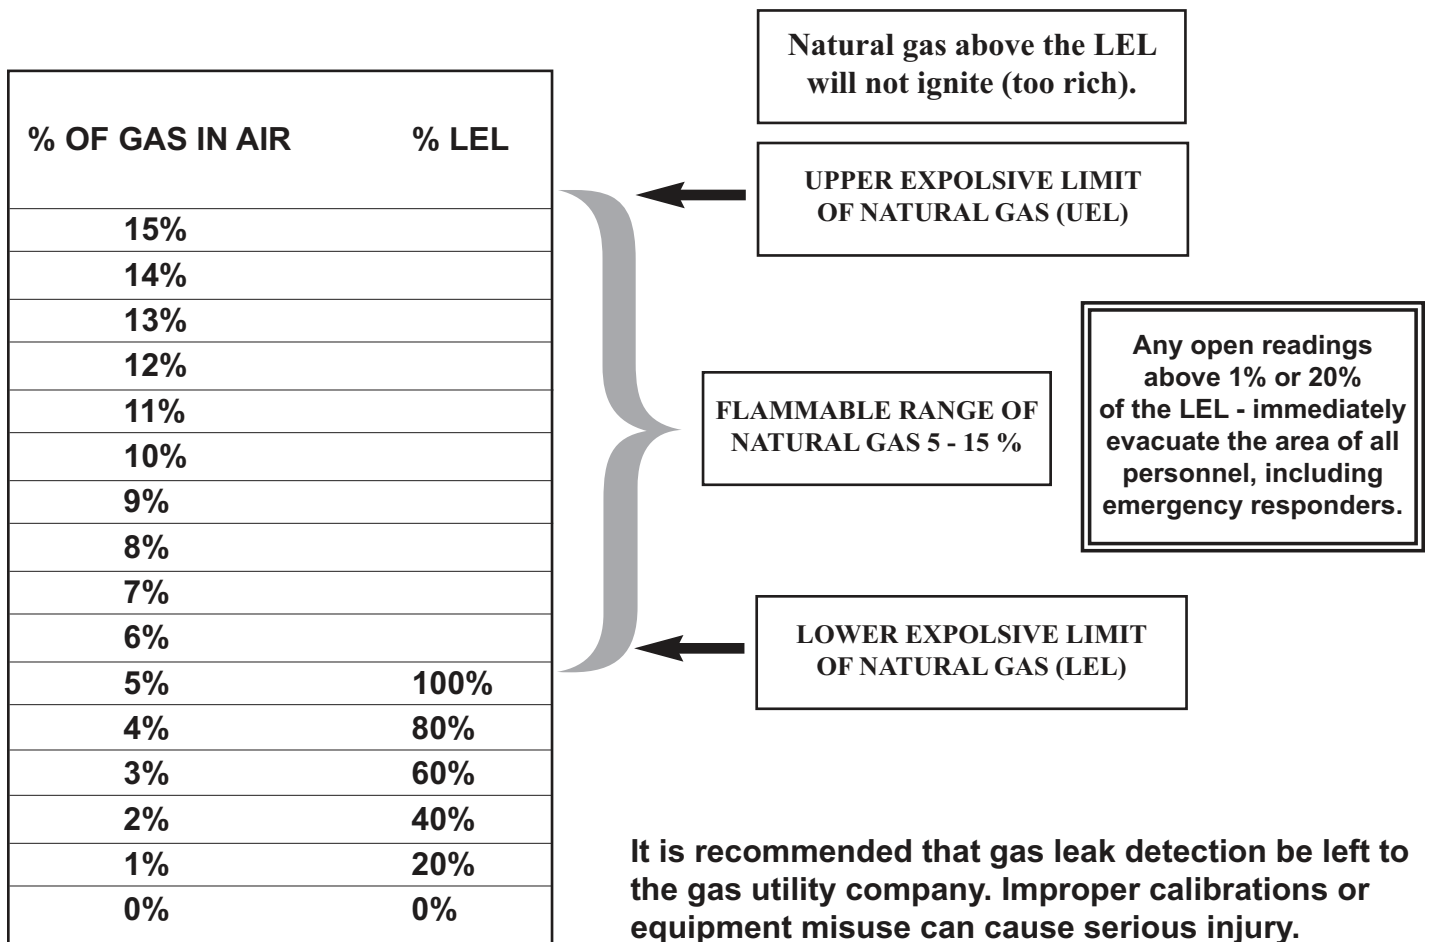 Natural gas above the LEL
will not ignite (too rich).
% OF GAS IN AIR % LEL
UPPER EXPOLSIVE LIMIT
OF NATURAL GAS (UEL)
15%
14%
13%
12%
11%
10%
9%
8%
7%
6%
5% 100%
4% 80%
3% 60%
2% 40%
1% 20%
0% 0%
FLAMMABLE RANGE OF
NATURAL GAS 5 - 15 %
Any open readings
above 1% or 20%
of the LEL - immediately
evacuate the area of all
personnel, including
emergency responders.
LOWER EXPOLSIVE LIMIT
OF NATURAL GAS (LEL)
It is recommended that gas leak detection be left to
the gas utility company. Improper calibrations or
equipment misuse can cause serious injury.